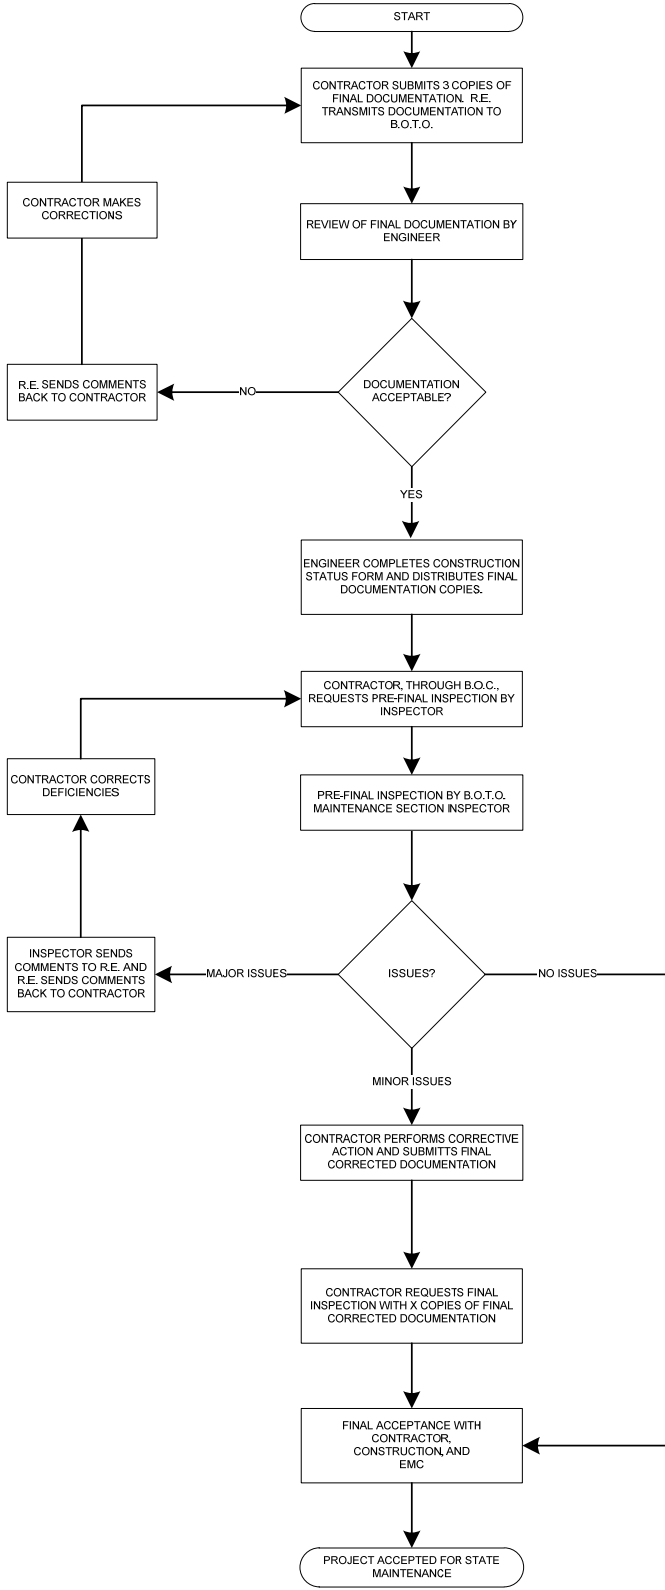 START
CONTRACTOR SUBMITS 3 COPIES OF
FINAL DOCUMENTATION. R.E.
TRANSMITS DOCUMENTATION TO
B.O.T.O.
CONTRACTOR MAKES
CORRECTIONS
REVIEW OF FINAL DOCUMENTATION BY
ENGINEER
R.E. SENDS COMMENTS
BACK TO CONTRACTOR
NO
DOCUMENTATION
ACCEPTABLE?
YES
ENGINEER COMPLETES CONSTRUCTION
STATUS FORM AND DISTRIBUTES FINAL
DOCUMENTATION COPIES.
CONTRACTOR, THROUGH B.O.C.,
REQUESTS PRE-FINAL INSPECTION BY
INSPECTOR
CONTRACTOR CORRECTS
DEFICIENCIES
PRE-FINAL INSPECTION BY B.O.T.O.
MAINTENANCE SECTION INSPECTOR
INSPECTOR SENDS
COMMENTS TO R.E. AND
R.E. SENDS COMMENTS
BACK TO CONTRACTOR
MAJOR ISSUES
ISSUES?
NO ISSUES
MINOR ISSUES
CONTRACTOR PERFORMS CORRECTIVE
ACTION AND SUBMITTS FINAL
CORRECTED DOCUMENTATION
CONTRACTOR REQUESTS FINAL
INSPECTION WITH X COPIES OF FINAL
CORRECTED DOCUMENTATION
FINAL ACCEPTANCE WITH
CONTRACTOR,
CONSTRUCTION, AND
EMC
PROJECT ACCEPTED FOR STATE
MAINTENANCE